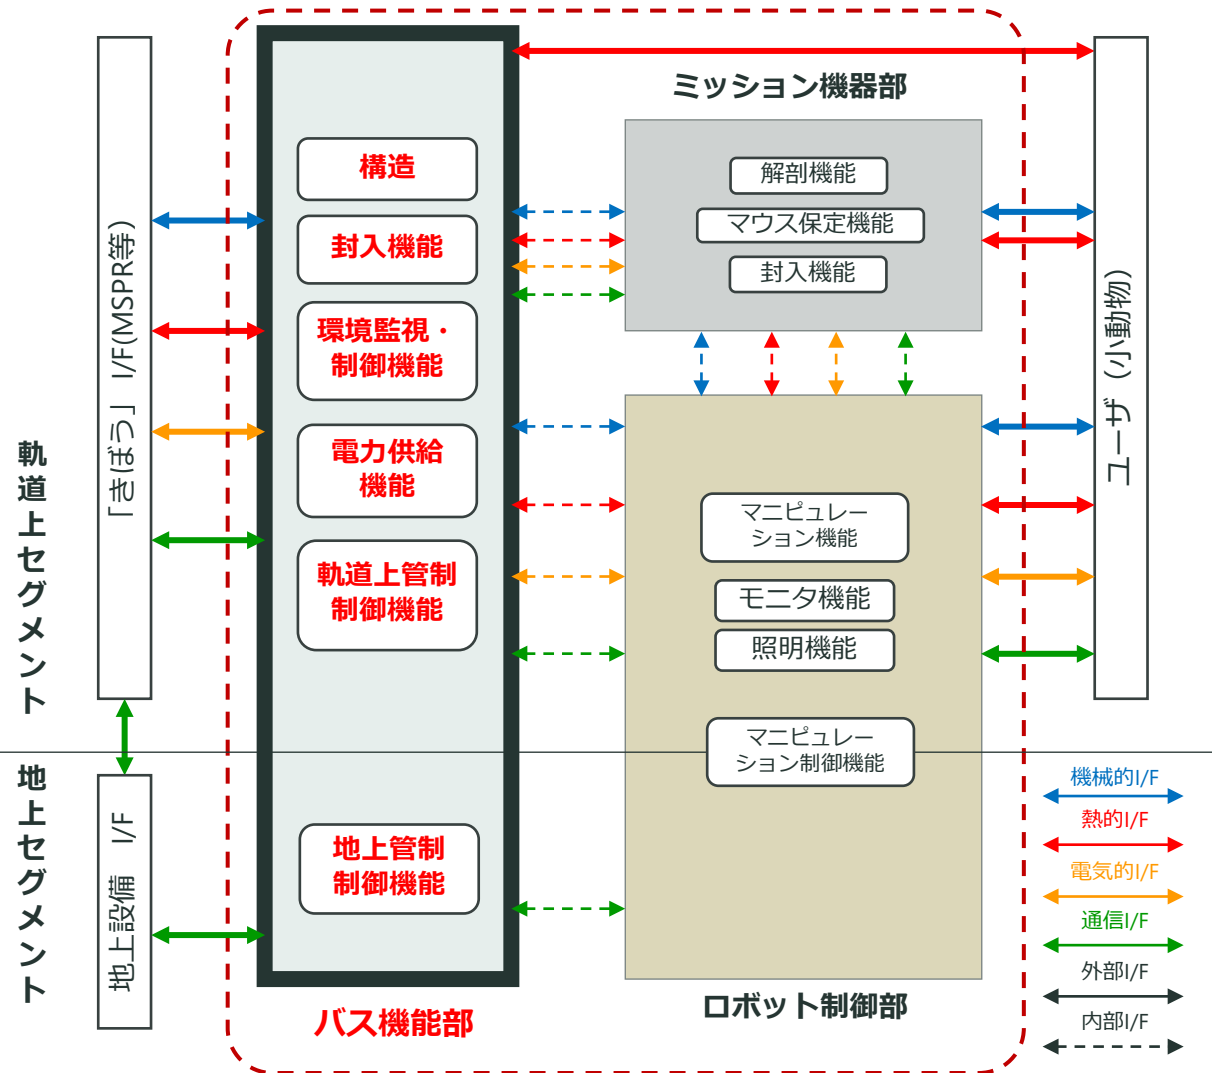 軌道上セグメント
地上セグメント
「きぼう」 I/F(MSPR等)
地上設備 I/F
構造
封入機能
環境監視・
制御機能
電力供給
機能
軌道上管制
制御機能
地上管制
制御機能
バス機能部
ミッション機器部
解剖機能
マウス保定機能
封入機能
マニピュレー
ション機能
モニタ機能
照明機能
マニピュレー
ション制御機能
ロボット制御部
ユーザ（小動物）
機械的I/F
熱的I/F
電気的I/F
通信I/F
外部I/F
内部I/F